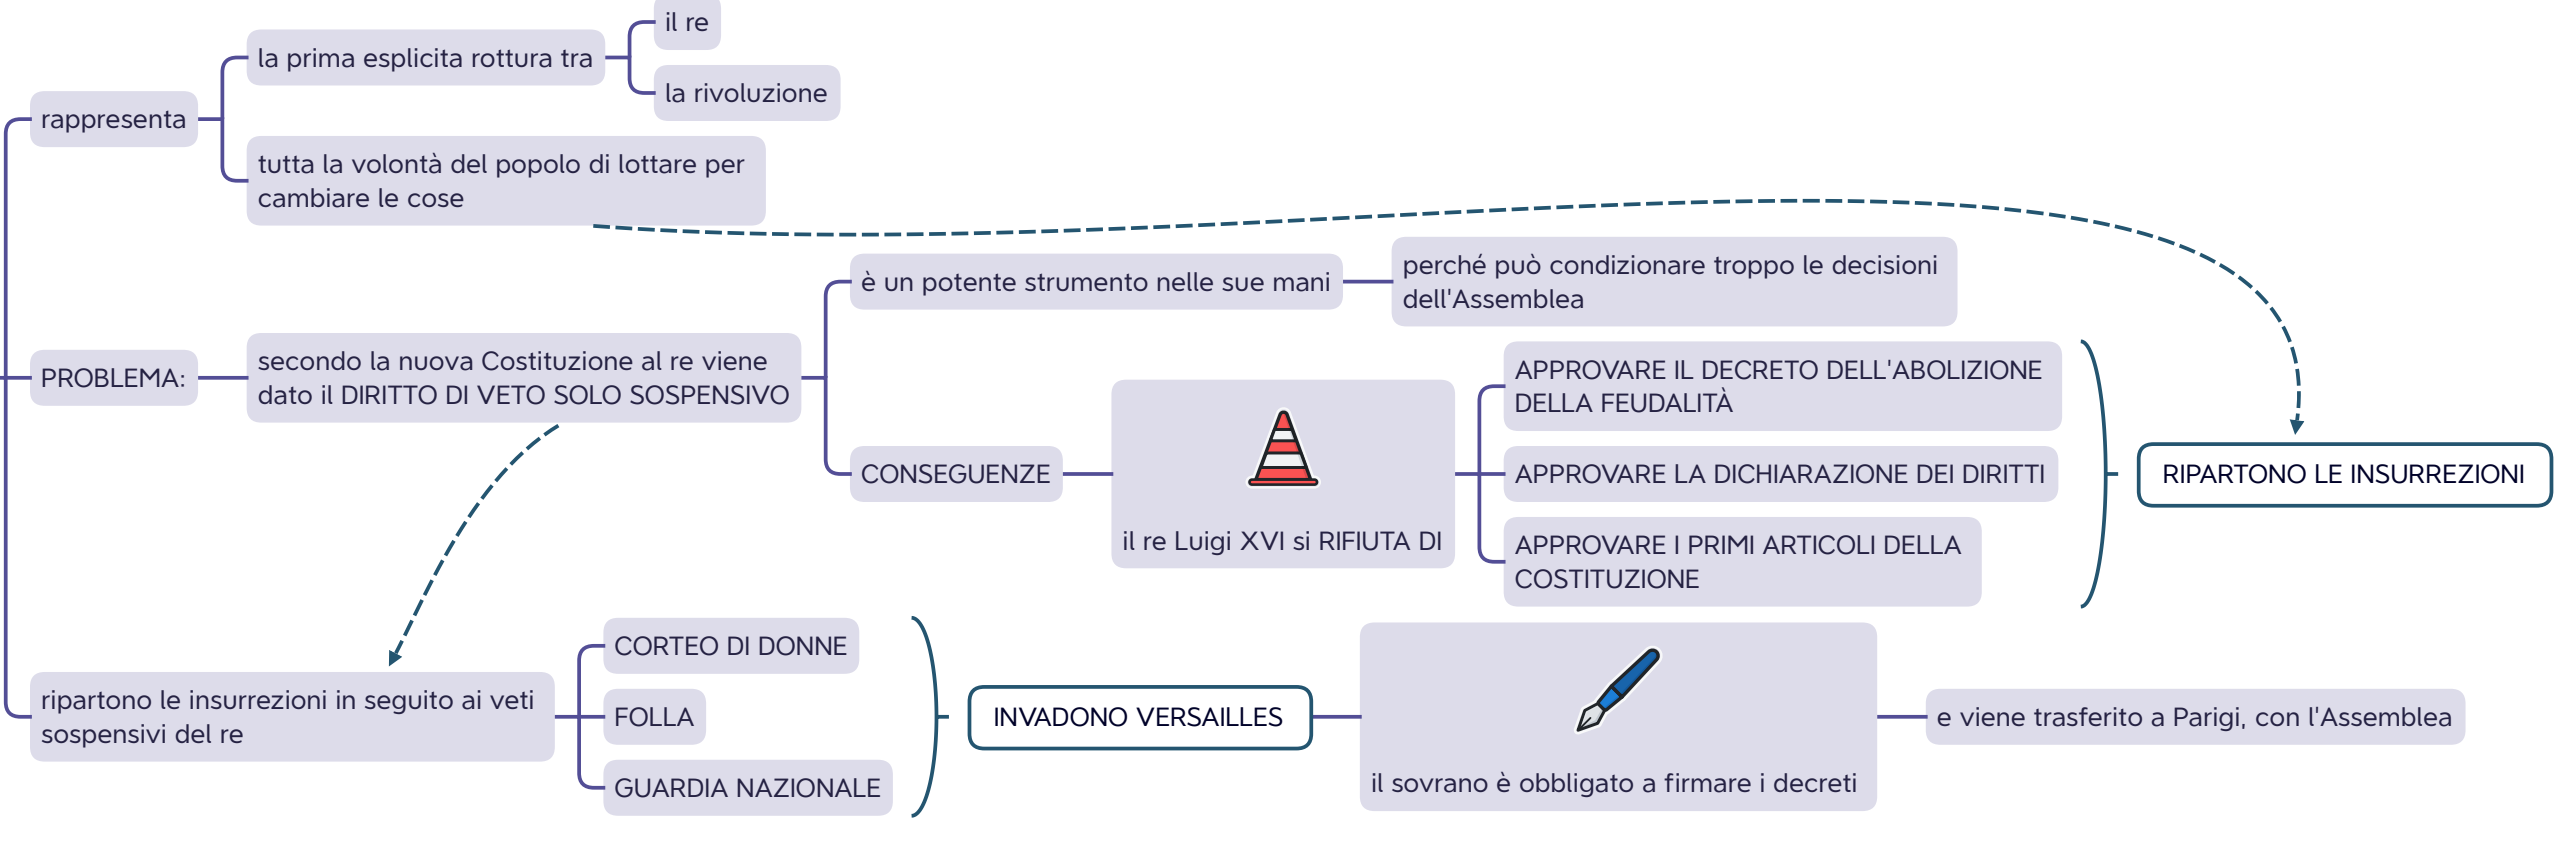 rappresenta
la prima esplicita rottura tra
il re
la rivoluzione
tutta la volontà del popolo di lottare per
cambiare le cose
PROBLEMA:
secondo la nuova Costituzione al re viene
dato il DIRITTO DI VETO SOLO SOSPENSIVO
è un potente strumento nelle sue mani
perché può condizionare troppo le decisioni
dell'Assemblea
CONSEGUENZE
il re Luigi XVI si RIFIUTA DI
APPROVARE IL DECRETO DELL'ABOLIZIONE
DELLA FEUDALITÀ
APPROVARE LA DICHIARAZIONE DEI DIRITTI
APPROVARE I PRIMI ARTICOLI DELLA
COSTITUZIONE
RIPARTONO LE INSURREZIONI
ripartono le insurrezioni in seguito ai veti
sospensivi del re
CORTEO DI DONNE
FOLLA
GUARDIA NAZIONALE
INVADONO VERSAILLES
il sovrano è obbligato a firmare i decreti
e viene trasferito a Parigi, con l'Assemblea